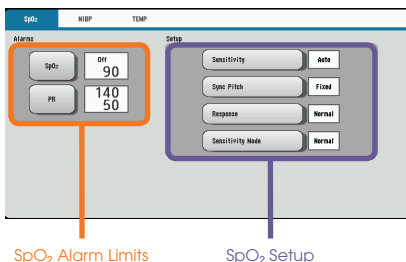 SpO₂ NIBP TEMP
Alarms Setup
SpO₂ Off 90
PR 140 50
Sensitivity Auto
Sync Pitch Fixed
Response Normal
Sensitivity Mode Normal
SpO₂ Alarm Limits SpO₂ Setup